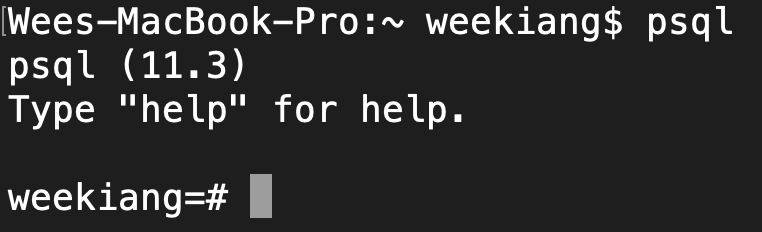 [Wees-MacBook-Pro:~ weekiang$ psql
psql (11.3)
Type "help" for help.
weekiang=#